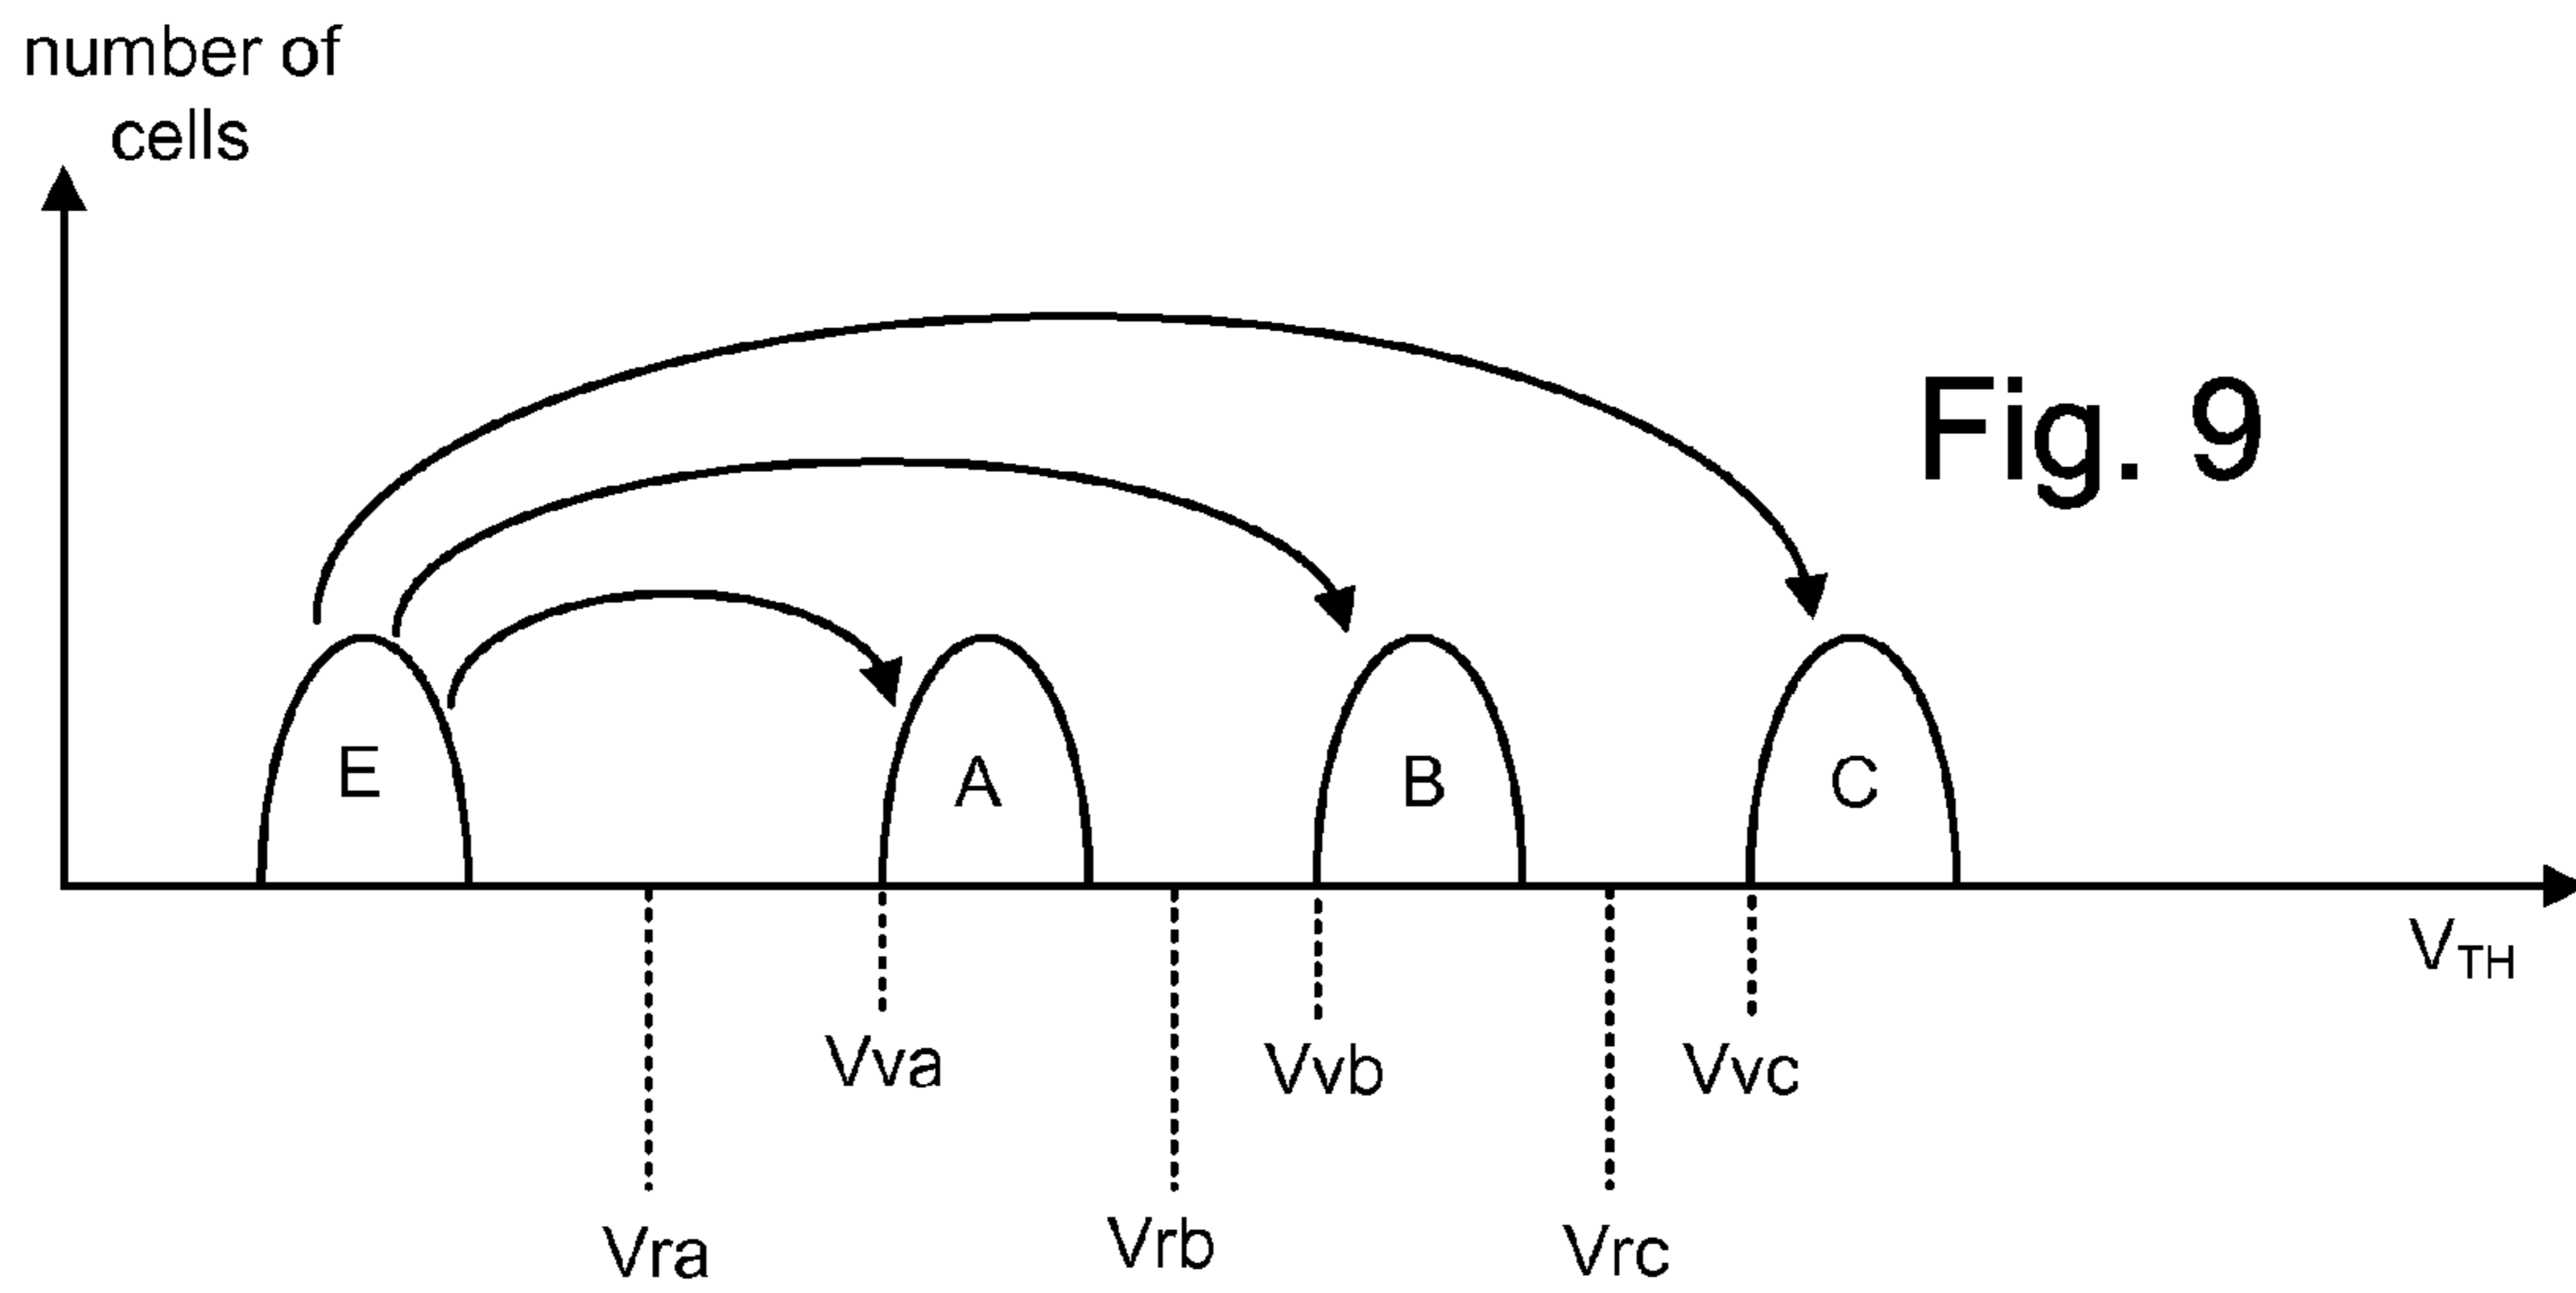 number of
cells
Fig. 9
E
A
B
C
VTH
Vva
Vvb
Vvc
Vra
Vrb
Vrc